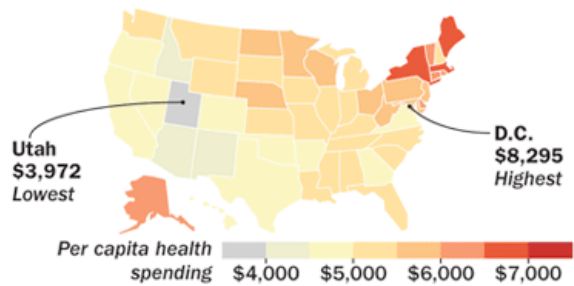 Utah
$3,972
Lowest
D.C.
$8,295
Highest
Per capita health
spending
$4,000 $5,000 $6,000 $7,000